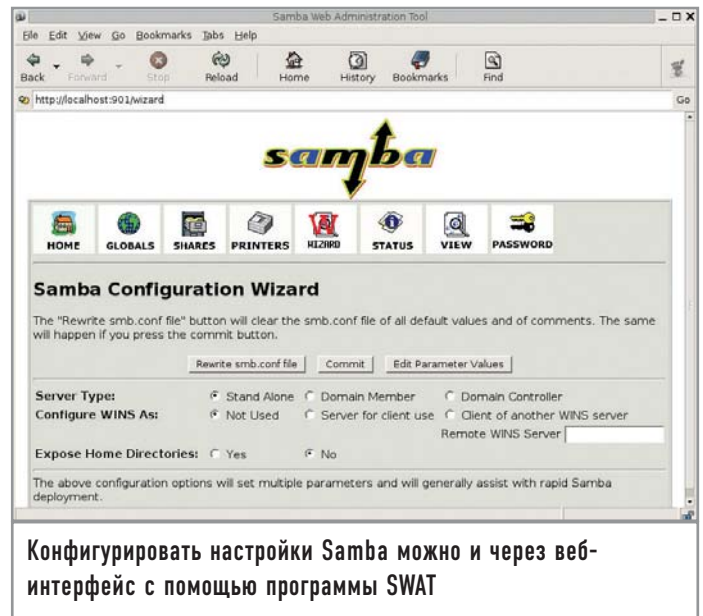 Samba Web Administration Tool
File Edit View Go Bookmarks Tabs Help
Back Forward Stop Reload Home History Bookmarks Find
http://localhost:901/wizard Go
samba
HOME GLOBALS SHARES PRINTERS WIZARD STATUS VIEW PASSWORD
Samba Configuration Wizard
The "Rewrite smb.conf file" button will clear the smb.conf file of all default values and of comments. The same
will happen if you press the commit button.
Rewrite smb.conf file Commit Edit Parameter Values
Server Type: Stand Alone Domain Member Domain Controller
Configure WINS As: Not Used Server for client use Client of another WINS server
Remote WINS Server
Expose Home Directories: Yes No
The above configuration options will set multiple parameters and will generally assist with rapid Samba
deployment.
Конфигурировать настройки Samba можно и через веб-
интерфейс с помощью программы SWAT